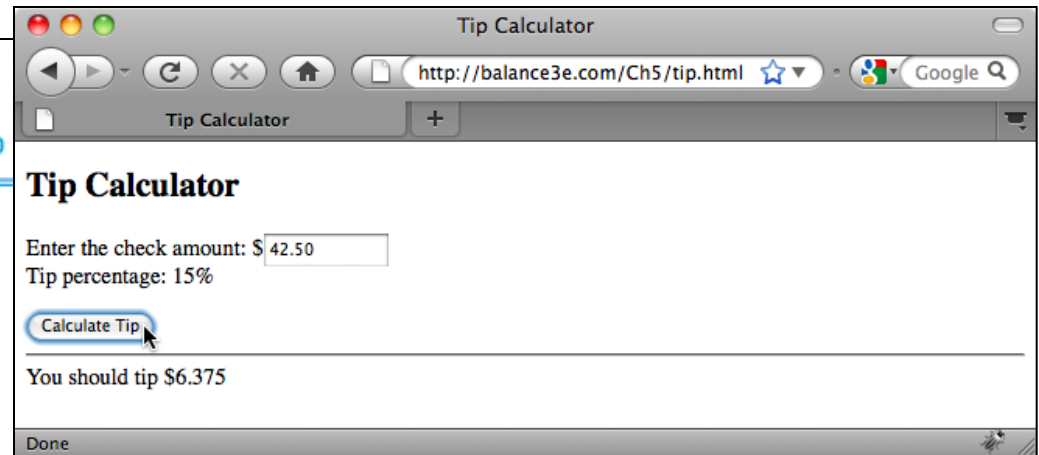 Tip Calculator
http://balance3e.com/Ch5/tip.html
Google
Tip Calculator
+
Tip Calculator
Enter the check amount: $ 42.50
Tip percentage: 15%
Calculate Tip
You should tip $6.375
Done